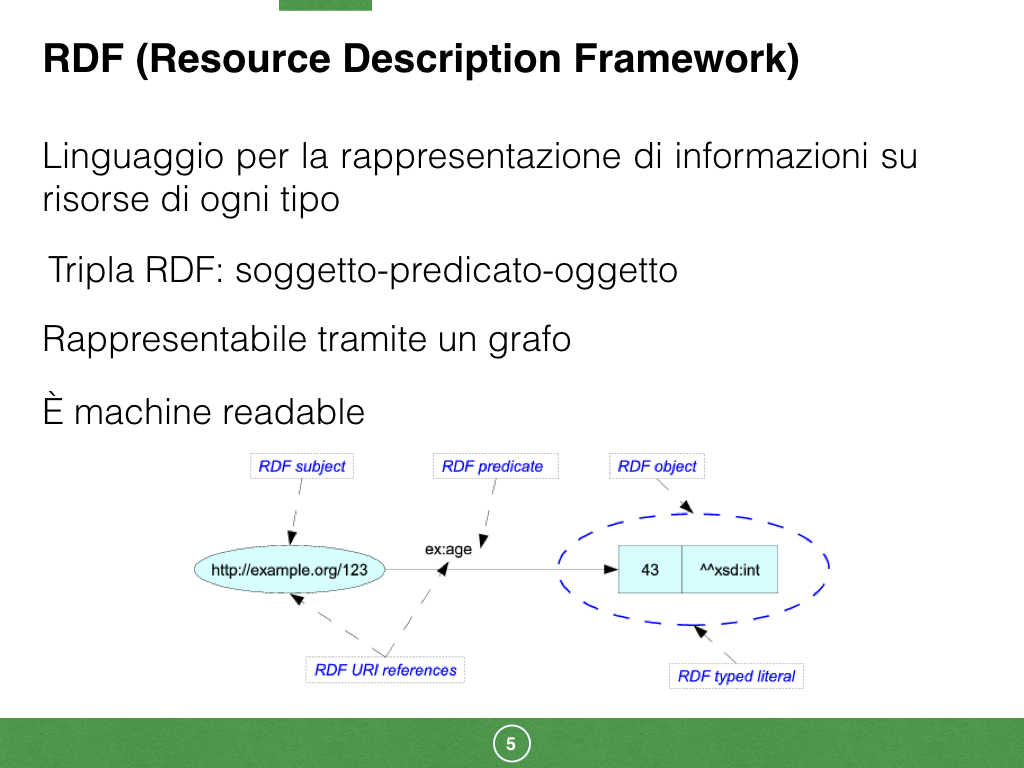 RDF (Resource Description Framework)
Linguaggio per la rappresentazione di informazioni su
risorse di ogni tipo
Tripla RDF: soggetto-predicato-oggetto
Rappresentabile tramite un grafo
È machine readable
RDF subject
RDF predicate
RDF object
ex:age
http://example.org/123
43
^^xsd:int
RDF URI references
RDF typed literal
5